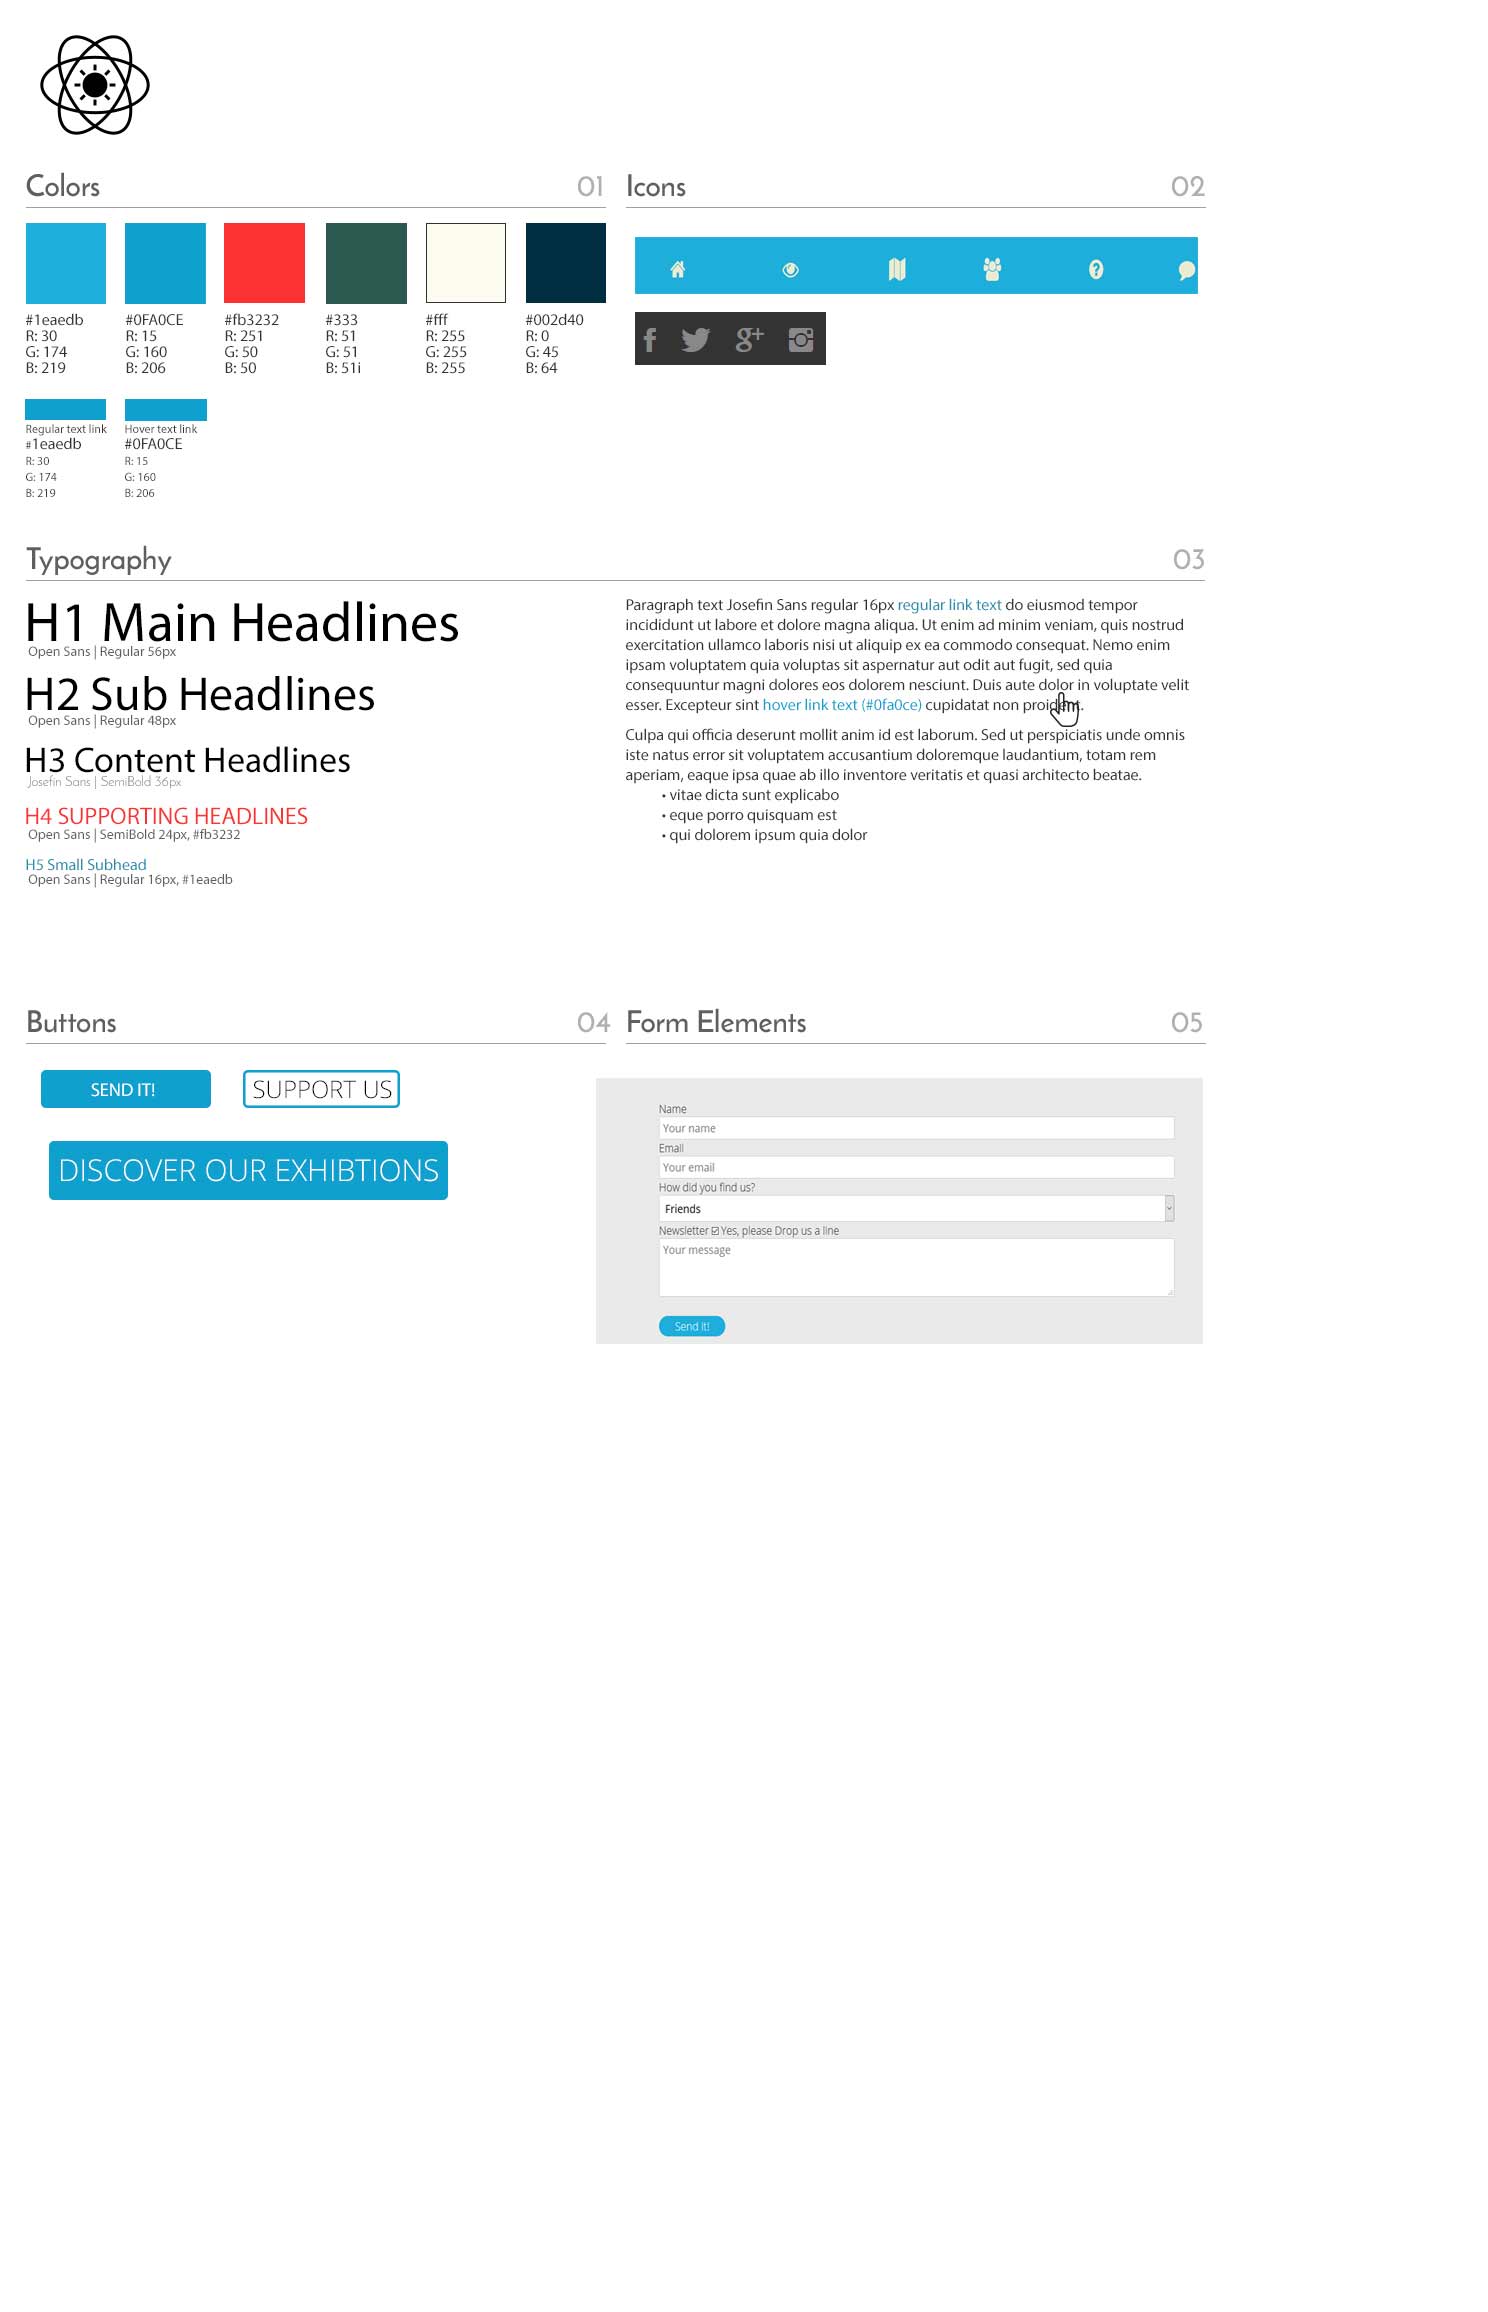 Colors 01
Icons 02
#1eaedb
R: 30
G: 174
B: 219
#0FA0CE
R: 15
G: 160
B: 206
#fb3232
R: 251
G: 50
B: 50
#333
R: 51
G: 51
B: 51i
#fff
R: 255
G: 255
B: 255
#002d40
R: 0
G: 45
B: 64
Regular text link
#1eaedb
R: 30
G: 174
B: 219
Hover text link
#0FA0CE
R: 15
G: 160
B: 206
Typography 03
H1 Main Headlines
Open Sans | Regular 56px
H2 Sub Headlines
Open Sans | Regular 48px
H3 Content Headlines
Josefin Sans | SemiBold 36px
H4 SUPPORTING HEADLINES
Open Sans | SemiBold 24px, #fb3232
H5 Small Subhead
Open Sans | Regular 16px, #1eaedb
Paragraph text Josefin Sans regular 16px regular link text do eiusmod tempor
incididunt ut labore et dolore magna aliqua. Ut enim ad minim veniam, quis nostrud
exercitation ullamco laboris nisi ut aliquip ex ea commodo consequat. Nemo enim
ipsam voluptatem quia voluptas sit aspernatur aut odit aut fugit, sed quia
consequuntur magni dolores eos dolorem nesciunt. Duis aute dolor in voluptate velit
esser. Excepteur sint hover link text (#0fa0ce) cupidatat non proident.
Culpa qui officia deserunt mollit anim id est laborum. Sed ut perspiciatis unde omnis
iste natus error sit voluptatem accusantium doloremque laudantium, totam rem
aperiam, eaque ipsa quae ab illo inventore veritatis et quasi architecto beatae.
• vitae dicta sunt explicabo
• eque porro quisquam est
• qui dolorem ipsum quia dolor
Buttons 04
SEND IT!
SUPPORT US
DISCOVER OUR EXHIBTIONS
Form Elements 05
Name
Your name
Email
Your email
How did you find us?
Friends
Newsletter ☑ Yes, please Drop us a line
Your message
Send it!